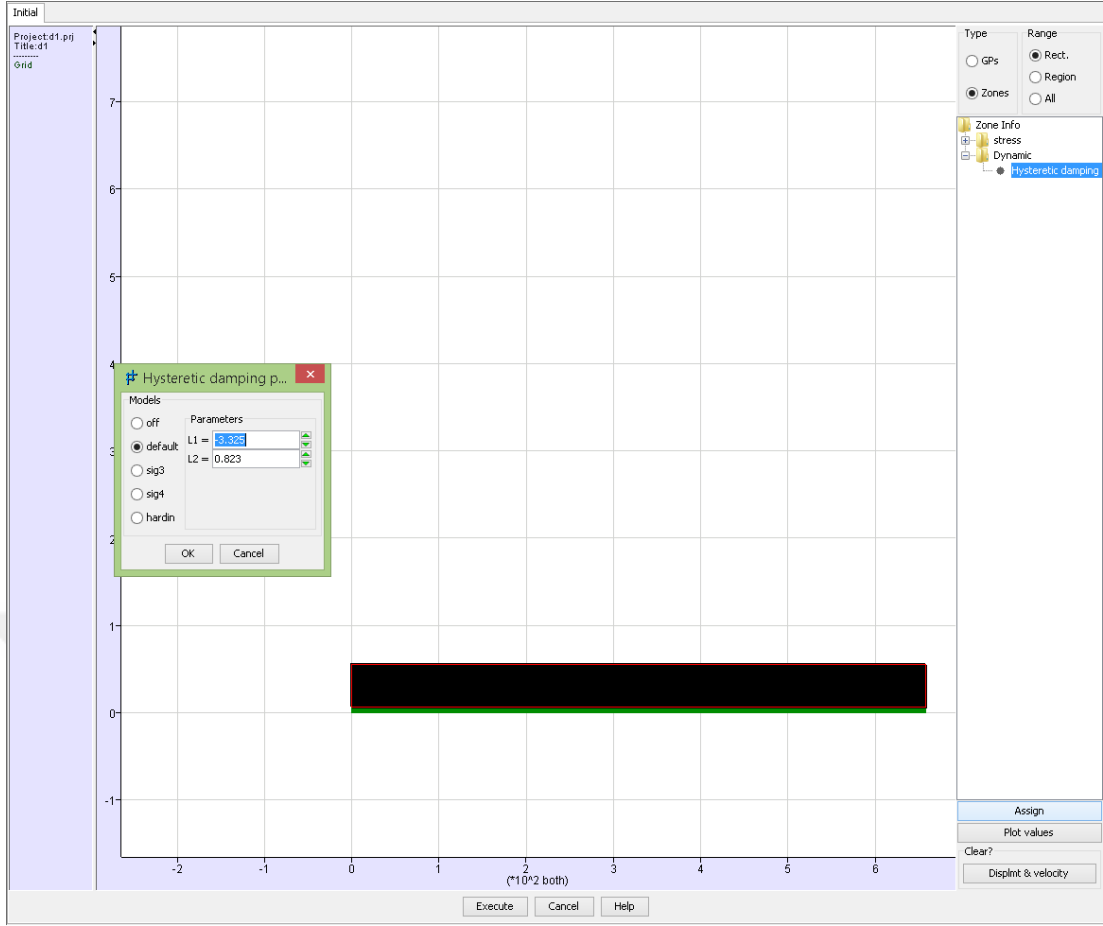 Initial
Project:d1.prj
Title:d1
---------
Grid
7
6
5
4
3
2
1
0
-1
-2
-1
0
1
2
3
4
5
6
(*10^2 both)
Hysteretic damping p...
Models
off
default
sig3
sig4
hardin
Parameters
L1 = -3.325
L2 = 0.823
OK
Cancel
Type
GPs
Zones
Range
Rect.
Region
All
Zone Info
stress
Dynamic
Hysteretic damping
Assign
Plot values
Clear?
Displmt & velocity
Execute
Cancel
Help